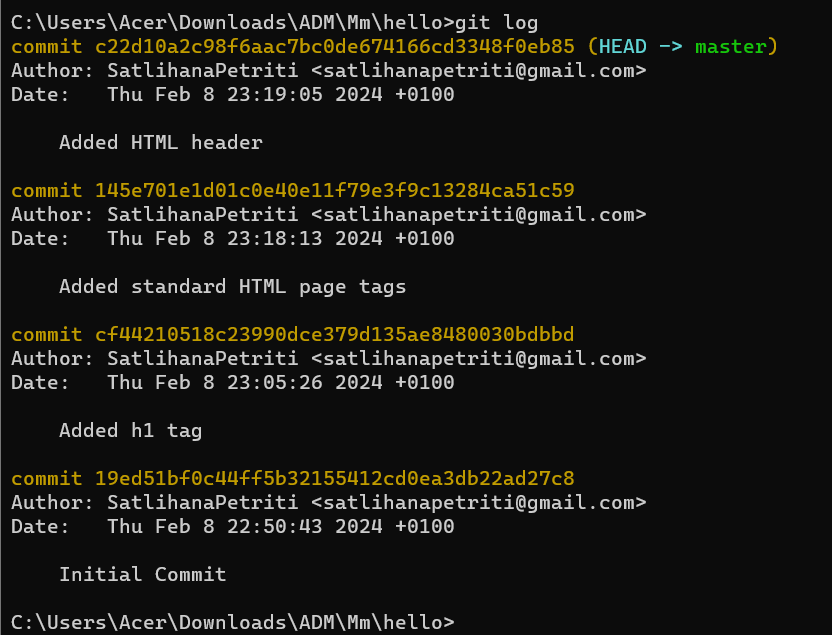 C:\Users\Acer\Downloads\ADM\Mm\hello>git log
commit c22d10a2c98f6aac7bc0de674166cd3348f0eb85 (HEAD -> master)
Author: SatlihanaPetriti <satlihanapetriti@gmail.com>
Date:   Thu Feb 8 23:19:05 2024 +0100

    Added HTML header

commit 145e701e1d01c0e40e11f79e3f9c13284ca51c59
Author: SatlihanaPetriti <satlihanapetriti@gmail.com>
Date:   Thu Feb 8 23:18:13 2024 +0100

    Added standard HTML page tags

commit cf44210518c23990dce379d135ae8480030bdbbd
Author: SatlihanaPetriti <satlihanapetriti@gmail.com>
Date:   Thu Feb 8 23:05:26 2024 +0100

    Added h1 tag

commit 19ed51bf0c44ff5b32155412cd0ea3db22ad27c8
Author: SatlihanaPetriti <satlihanapetriti@gmail.com>
Date:   Thu Feb 8 22:50:43 2024 +0100

    Initial Commit

C:\Users\Acer\Downloads\ADM\Mm\hello>